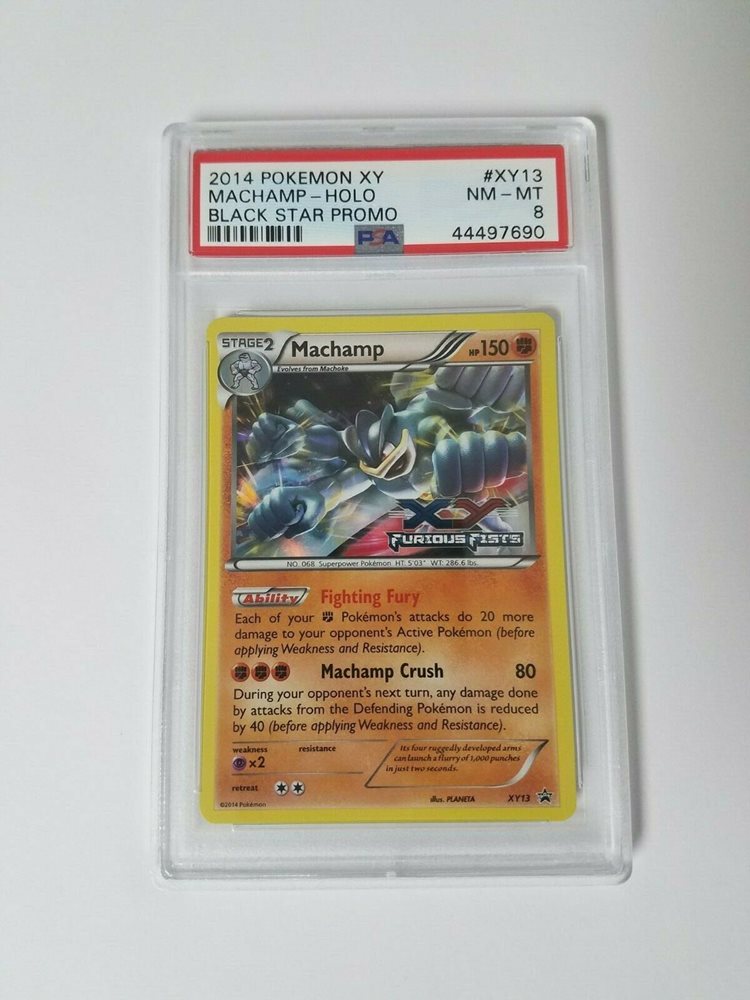 2014 POKEMON XY #XY13
MACHAMP - HOLO NM - MT
BLACK STAR PROMO 8
PSA 44497690
STAGE2 Machamp HP150
Evolves from Machoke
XY
FURIOUS FISTS
NO. 068 Superpower Pokémon HT: 5'03" WT: 286.6 lbs.
Ability Fighting Fury
Each of your Pokémon's attacks do 20 more
damage to your opponent's Active Pokémon (before
applying Weakness and Resistance).
Machamp Crush 80
During your opponent's next turn, any damage done
by attacks from the Defending Pokémon is reduced
by 40 (before applying Weakness and Resistance).
weakness resistance
×2
Its four ruggedly developed arms
can launch a flurry of 1,000 punches
in just two seconds.
retreat
©2014 Pokémon illus. PLANETA XY13